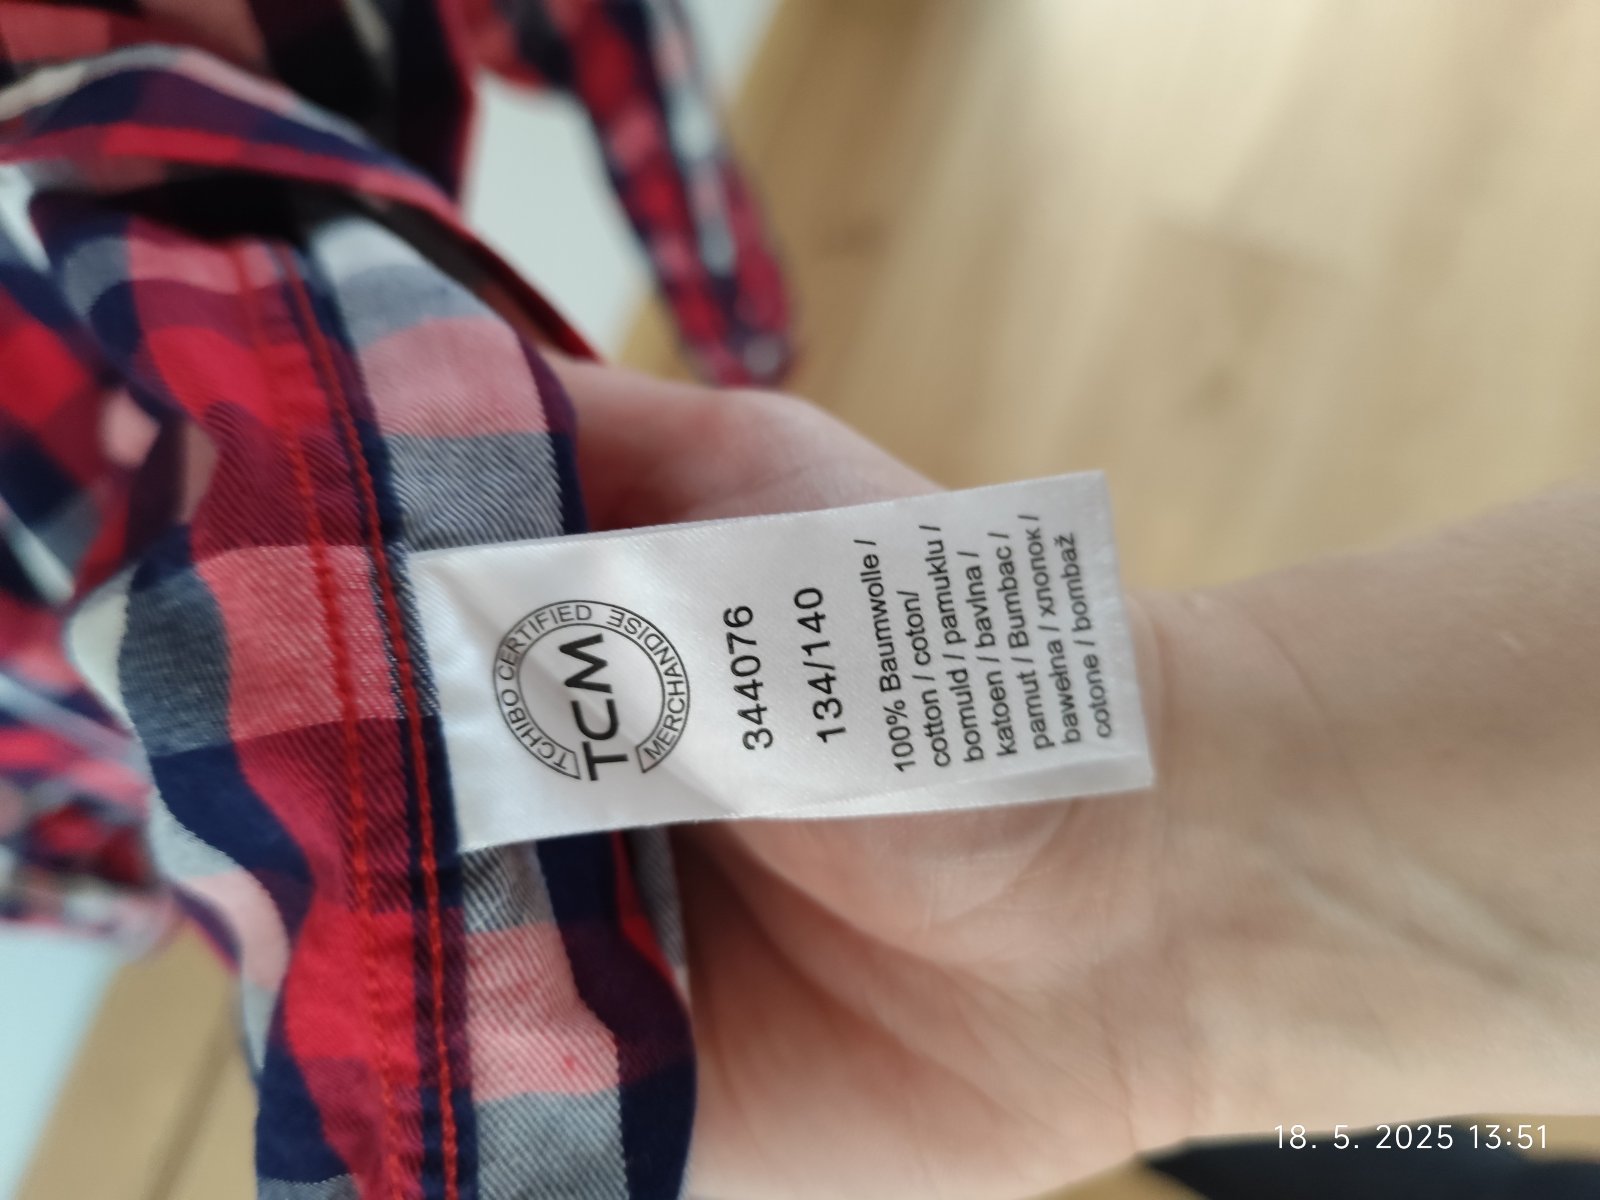 TCHIBO CERTIFIED
TCM
MERCHANDISE
344076
134/140
100% Baumwolle /
cotton / coton/
bomuld / pamuklu /
katoen / bavlna /
pamut / Bumbac /
bawełna / хлопок /
cotone / bombaž
18. 5. 2025 13:51